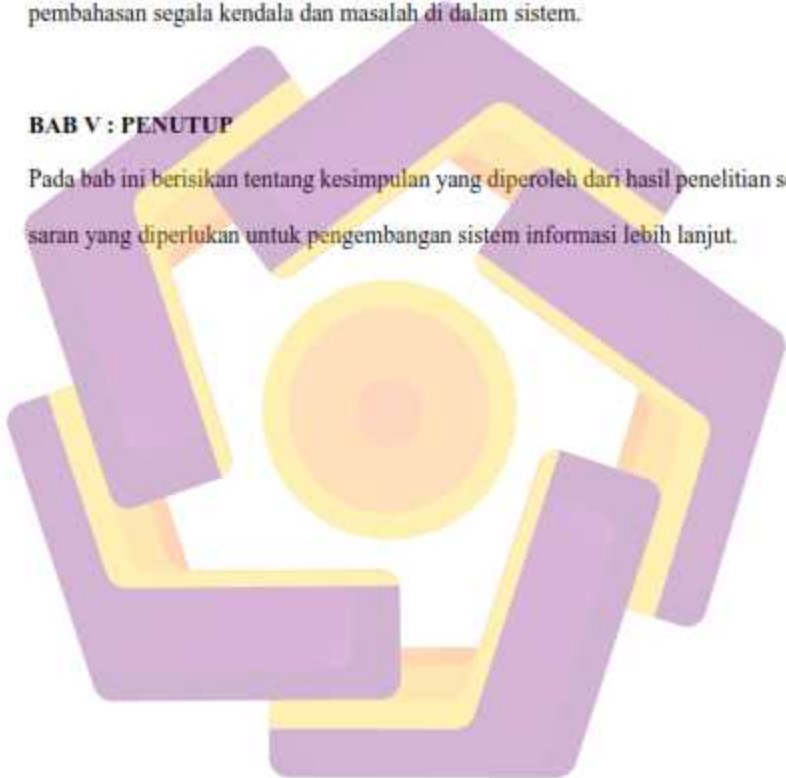 pembahasan segala kendala dan masalah di dalam sistem.
BAB V : PENUTUP
Pada bab ini berisikan tentang kesimpulan yang diperoleh dari hasil penelitian
saran yang diperlukan untuk pengembangan sistem informasi lebih lanjut.